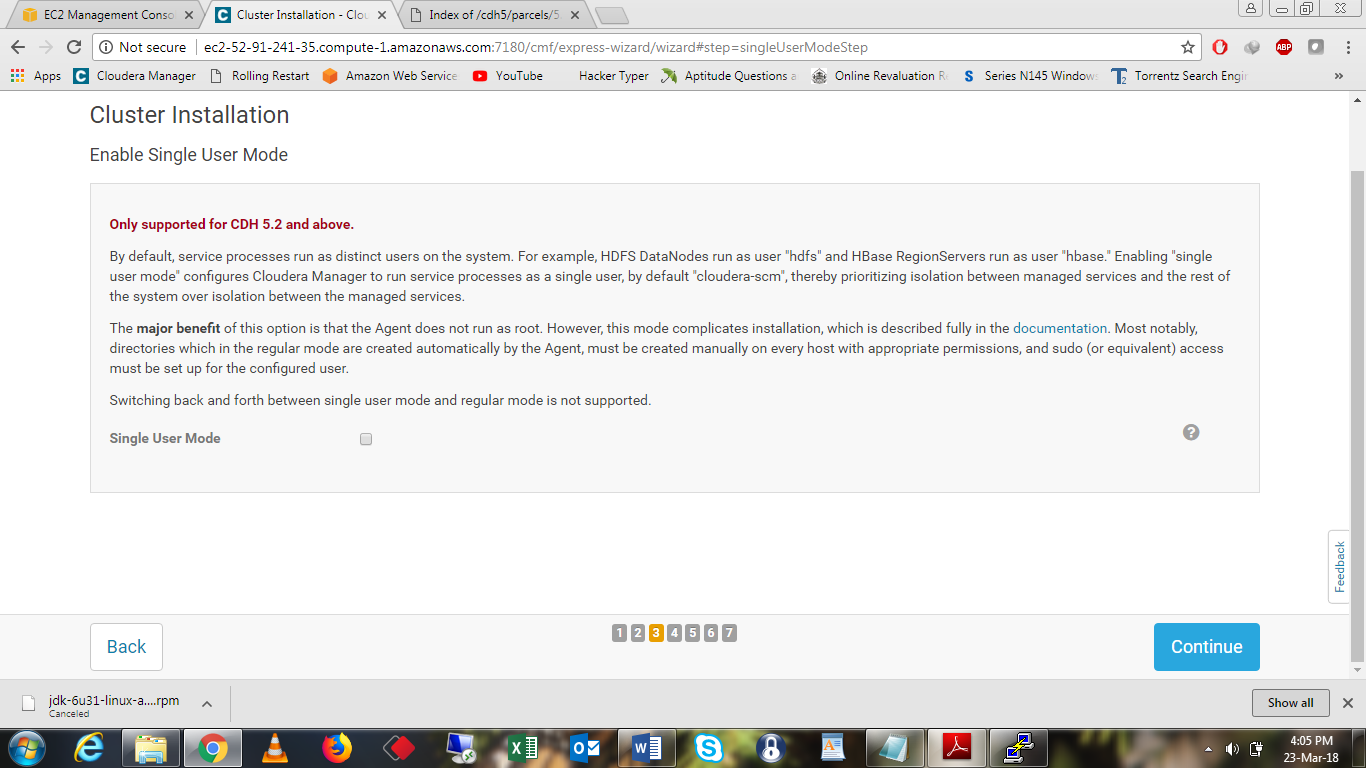 EC2 Management Conso
Cluster Installation - Clou
Index of /cdh5/parcels/5.
Not secure
ec2-52-91-241-35.compute-1.amazonaws.com:7180/cmf/express-wizard/wizard#step=singleUserModeStep
ABP
Apps
Cloudera Manager
Rolling Restart
Amazon Web Service
YouTube
Hacker Typer
Aptitude Questions a
Online Revaluation R
S Series N145 Window
Torrentz Search Engi
»
Cluster Installation
Enable Single User Mode
Only supported for CDH 5.2 and above.
By default, service processes run as distinct users on the system. For example, HDFS DataNodes run as user "hdfs" and HBase RegionServers run as user "hbase." Enabling "single
user mode" configures Cloudera Manager to run service processes as a single user, by default "cloudera-scm", thereby prioritizing isolation between managed services and the rest of
the system over isolation between the managed services.
The major benefit of this option is that the Agent does not run as root. However, this mode complicates installation, which is described fully in the documentation. Most notably,
directories which in the regular mode are created automatically by the Agent, must be created manually on every host with appropriate permissions, and sudo (or equivalent) access
must be set up for the configured user.
Switching back and forth between single user mode and regular mode is not supported.
Single User Mode
?
Feedback
Back
1 2 3 4 5 6 7
Continue
jdk-6u31-linux-a....rpm
Canceled
Show all
4:05 PM
23-Mar-18